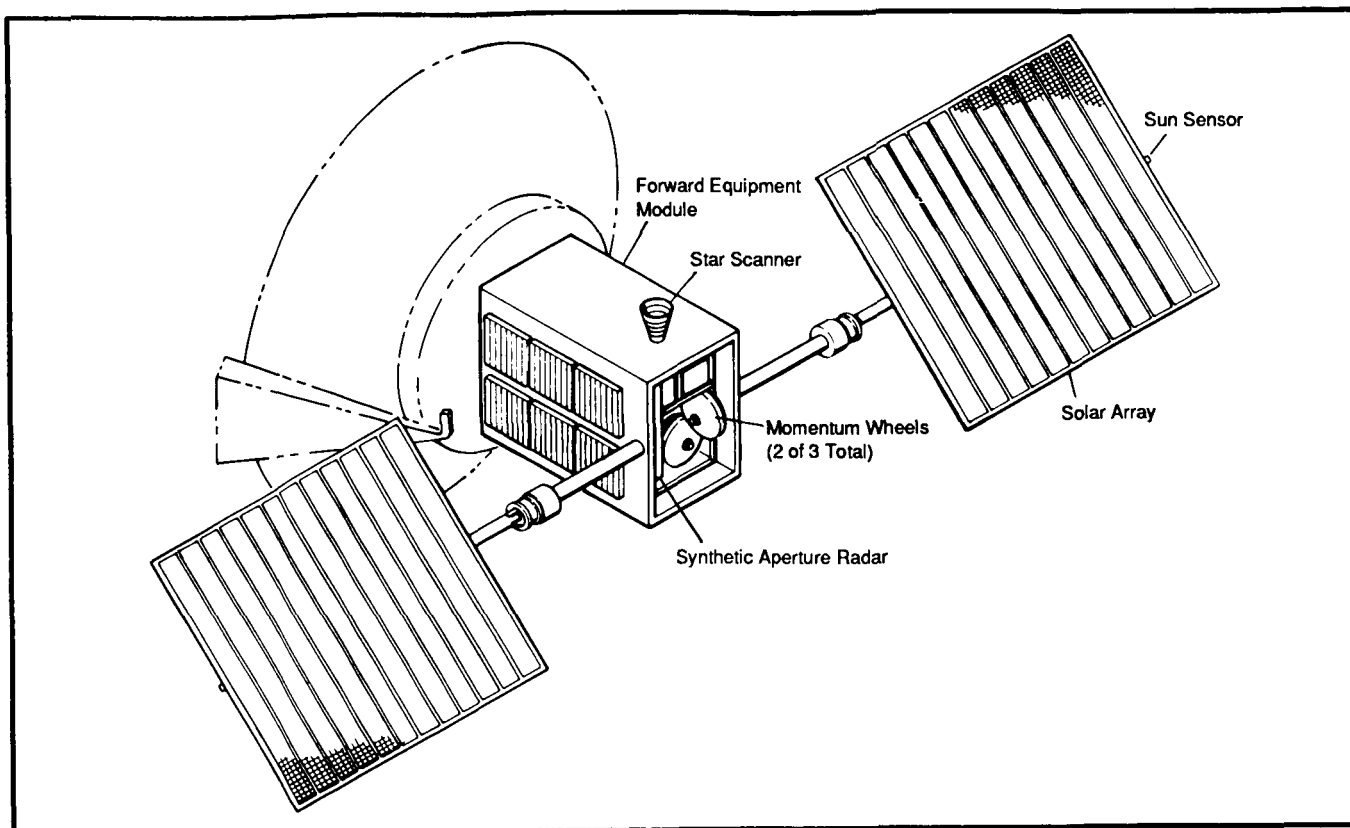 Sun Sensor
Forward Equipment
Module
Star Scanner
Solar Array
Momentum Wheels
(2 of 3 Total)
Synthetic Aperture Radar